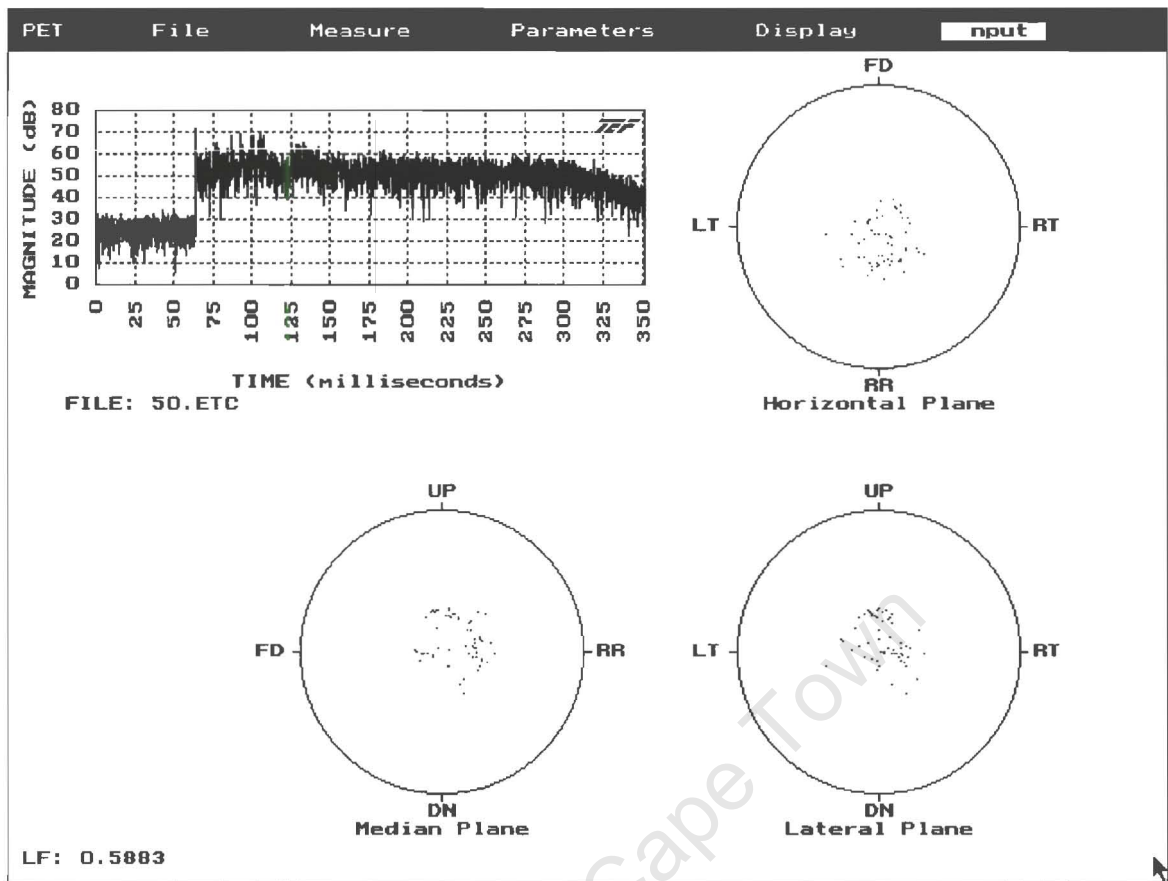 PET File Measure Parameters Display nput
MAGNITUDE (dB)
80
70
60
50
40
30
20
10
0
TEF
0 25 50 75 100 125 150 175 200 225 250 275 300 325 350
TIME (milliseconds)
FILE: 50.ETC
FD
LT
RT
RR
Horizontal Plane
UP
FD
RR
DN
Median Plane
UP
LT
RT
DN
Lateral Plane
LF: 0.5883
Cape Town